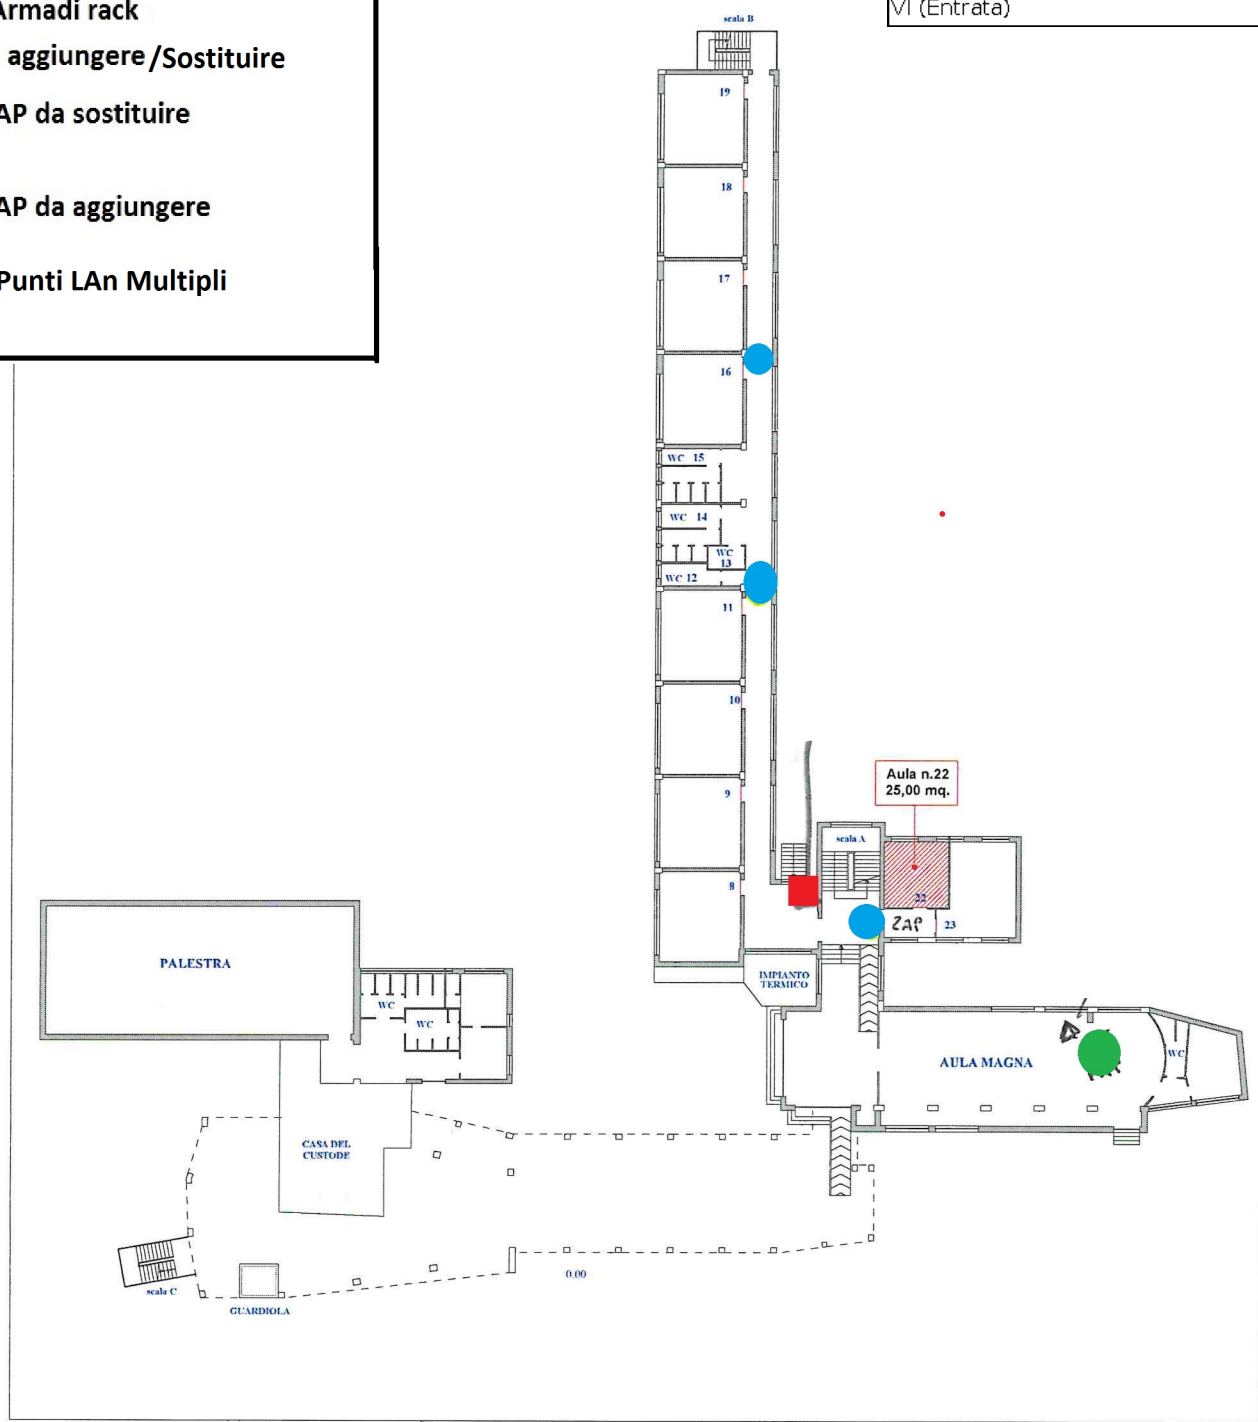 Armadi rack
aggiungere/Sostituire
AP da sostituire
AP da aggiungere
Punti LAn Multipli
VI (Entrata)
scala B
19
18
17
16
WC 15
WC 14
WC
13
WC 12
11
10
9
8
Aula n.22
25,00 mq.
scala A
22
2AP
23
IMPIANTO
TERMICO
PALESTRA
WC
WC
AULA MAGNA
WC
CASA DEL
CUSTODE
scala C
GUARDIOLA
0.00